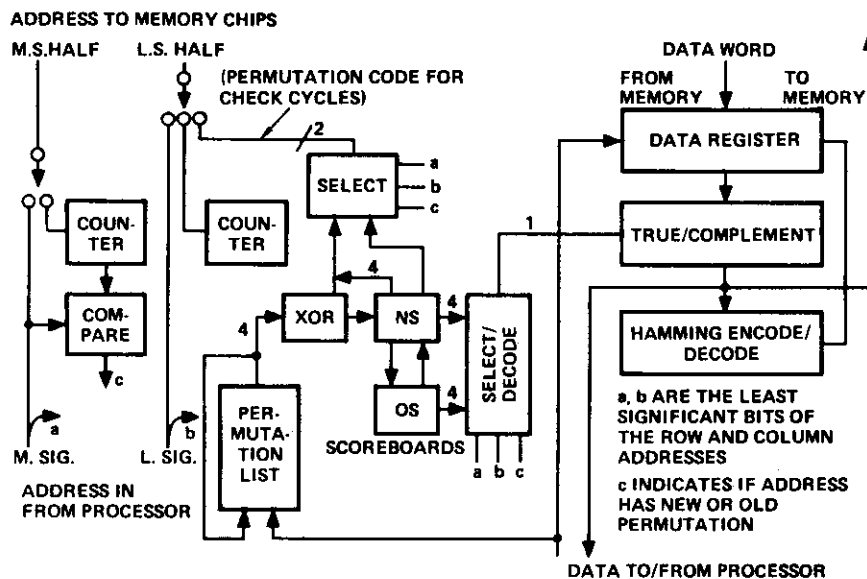 ADDRESS TO MEMORY CHIPS
M.S.HALF
L.S. HALF
(PERMUTATION CODE FOR
CHECK CYCLES)
2
SELECT
a
b
c
COUN-
TER
COUN-
TER
COM-
PARE
c
4
XOR
4
NS
4
OS
4
SCOREBOARDS
SELECT/
DECODE
a b c
1
PER-
MUTA-
TION
LIST
a
b
M. SIG.
L. SIG.
ADDRESS IN
FROM PROCESSOR
DATA WORD
FROM
MEMORY
TO
MEMORY
DATA REGISTER
TRUE/COMPLEMENT
HAMMING ENCODE/
DECODE
a, b ARE THE LEAST
SIGNIFICANT BITS OF
THE ROW AND COLUMN
ADDRESSES
c INDICATES IF ADDRESS
HAS NEW OR OLD
PERMUTATION
DATA TO/FROM PROCESSOR